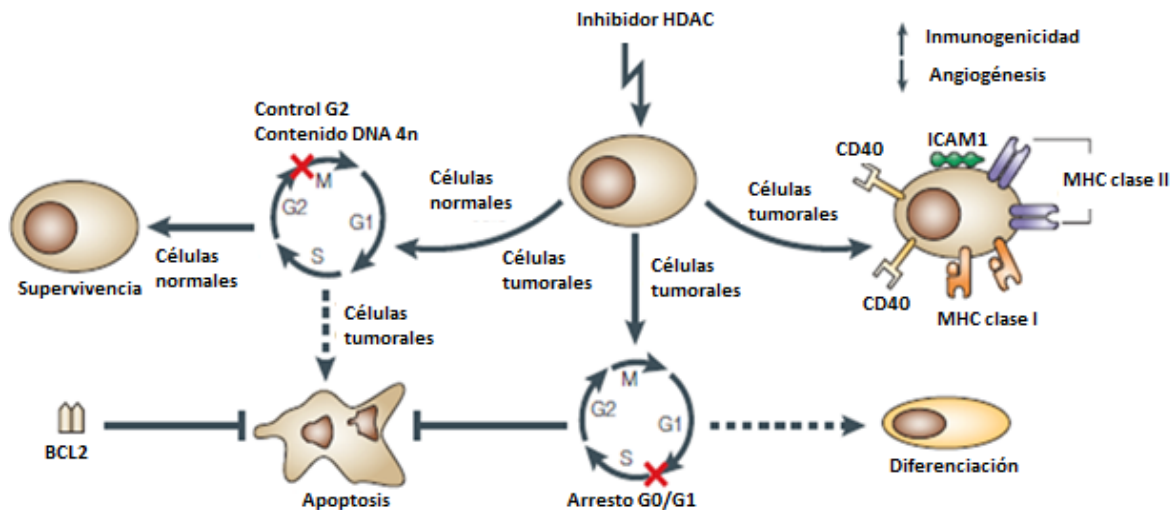 Inhibidor HDAC
Inmunogenicidad
Angiogénesis
Control G2
Contenido DNA 4n
M
G2
G1
S
Células
normales
Células
tumorales
Células
normales
Supervivencia
Células
tumorales
Células
tumorales
Células
tumorales
CD40
ICAM1
MHC clase II
CD40
MHC clase I
BCL2
Apoptosis
M
G2
G1
S
Arresto G0/G1
Diferenciación